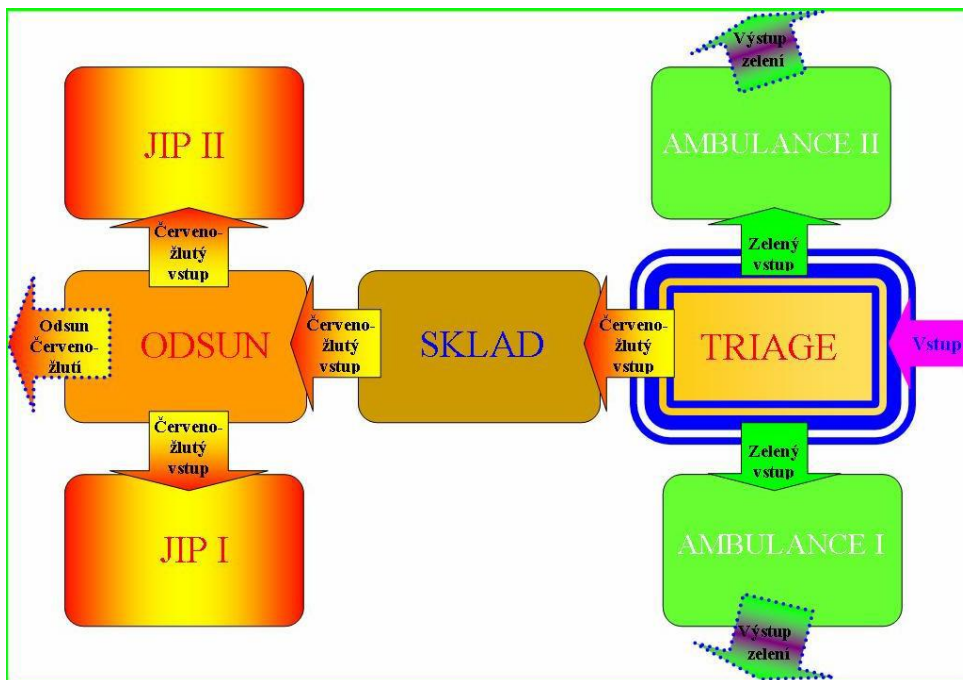 Výstup
zelení
JIP II
AMBULANCE II
Červeno-
žlutý
vstup
Zelený
vstup
Odsun
Červeno-
žlutí
ODSUN
Červeno-
žlutý
vstup
SKLAD
Červeno-
žlutý
vstup
TRIAGE
Vstup
Červeno-
žlutý
vstup
Zelený
vstup
JIP I
AMBULANCE I
Výstup
zelení